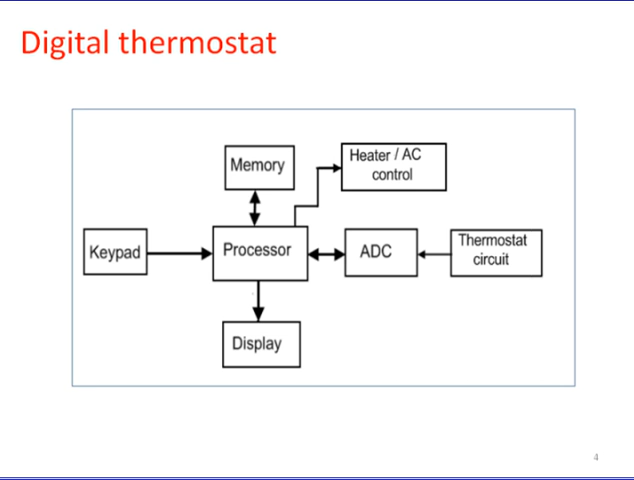 Digital thermostat
Memory
Heater / AC
control
Keypad
Processor
ADC
Thermostat
circuit
Display
4